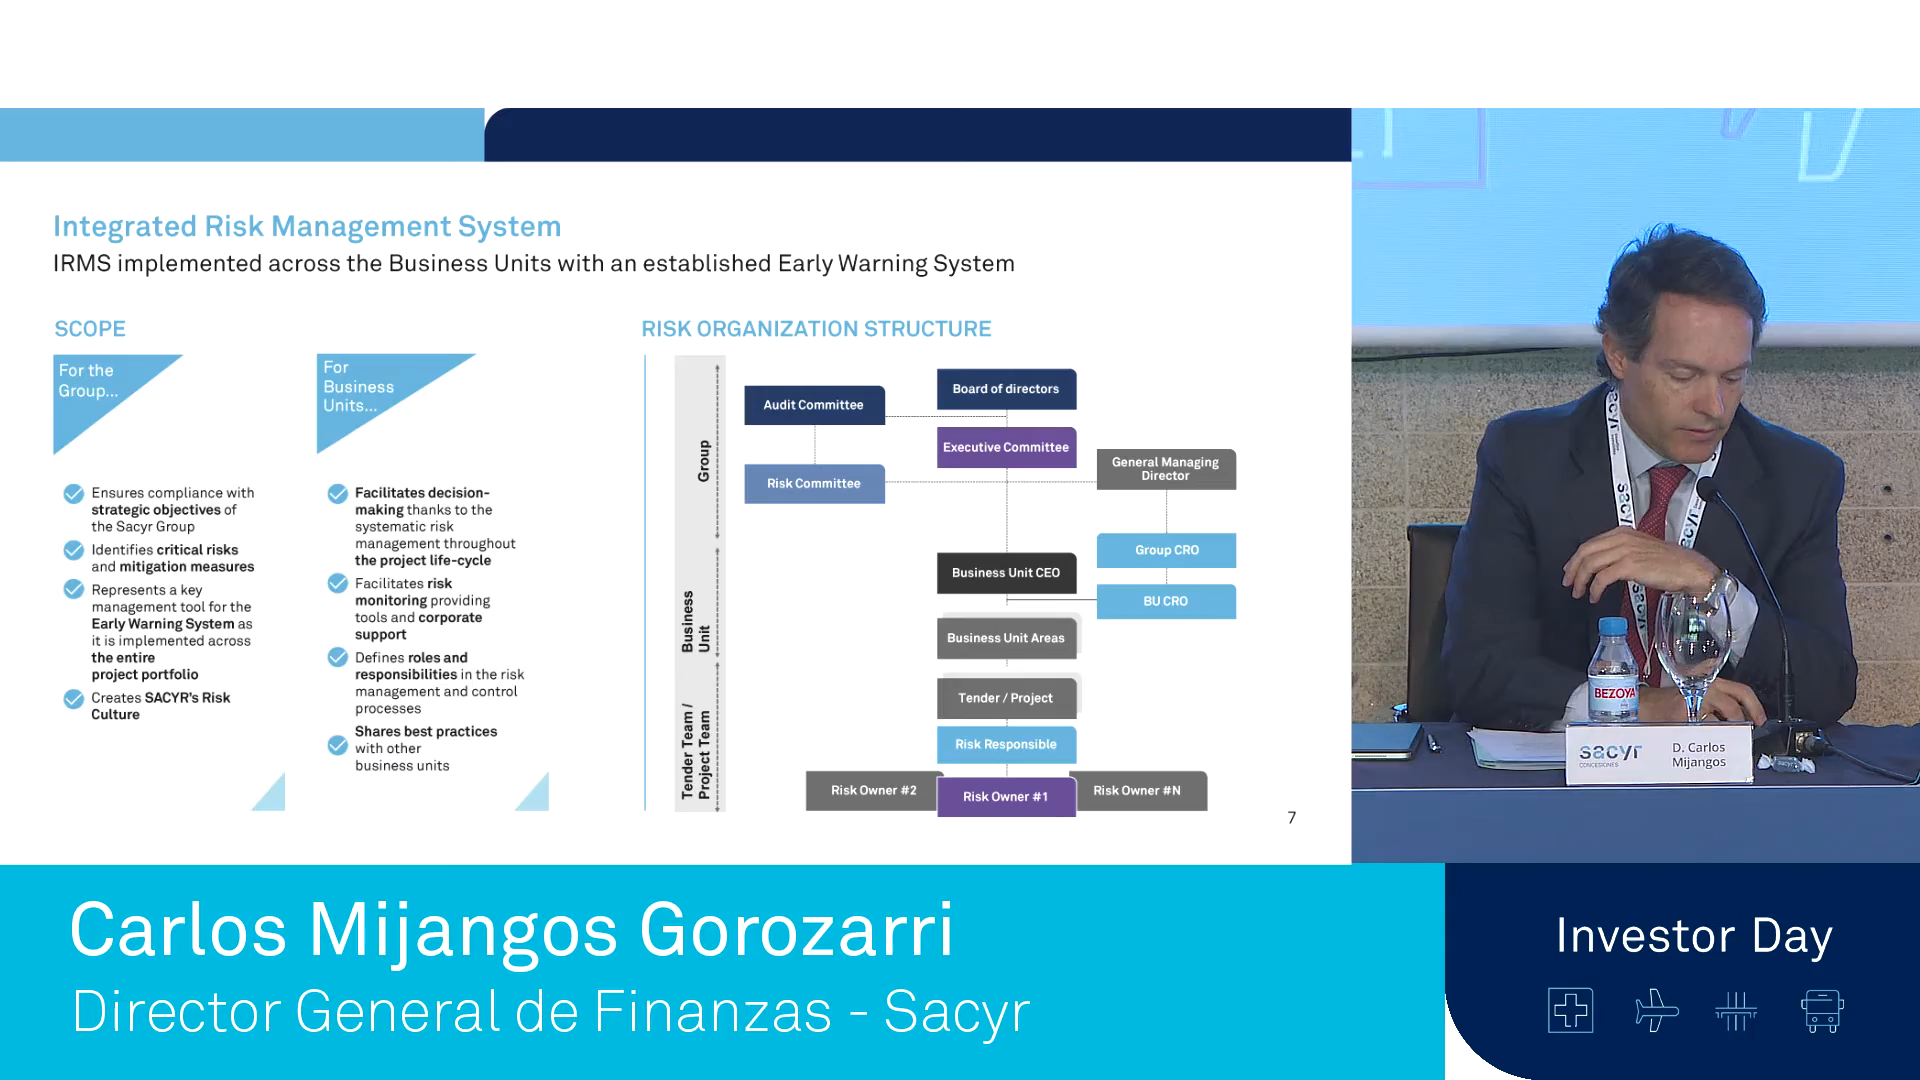 Integrated Risk Management System
IRMS implemented across the Business Units with an established Early Warning System
SCOPE
For the
Group...
Ensures compliance with
strategic objectives of
the Sacyr Group
Identifies critical risks
and mitigation measures
Represents a key
management tool for the
Early Warning System as
it is implemented across
the entire
project portfolio
Creates SACYR's Risk
Culture
For
Business
Units...
Facilitates decision-
making thanks to the
systematic risk
management throughout
the project life-cycle
Facilitates risk
monitoring providing
tools and corporate
support
Defines roles and
responsibilities in the risk
management and control
processes
Shares best practices
with other
business units
RISK ORGANIZATION STRUCTURE
Group
Business
Unit
Tender Team /
Project Team
Board of directors
Audit Committee
Executive Committee
General Managing
Director
Risk Committee
Group CRO
Business Unit CEO
BU CRO
Business Unit Areas
Tender / Project
Risk Responsible
Risk Owner #2
Risk Owner #1
Risk Owner #N
7
sacyr
sacyr
sacyr
BEZOYA
sacyr
CONCESIONES
D. Carlos
Mijangos
Carlos Mijangos Gorozarri
Director General de Finanzas - Sacyr
Investor Day